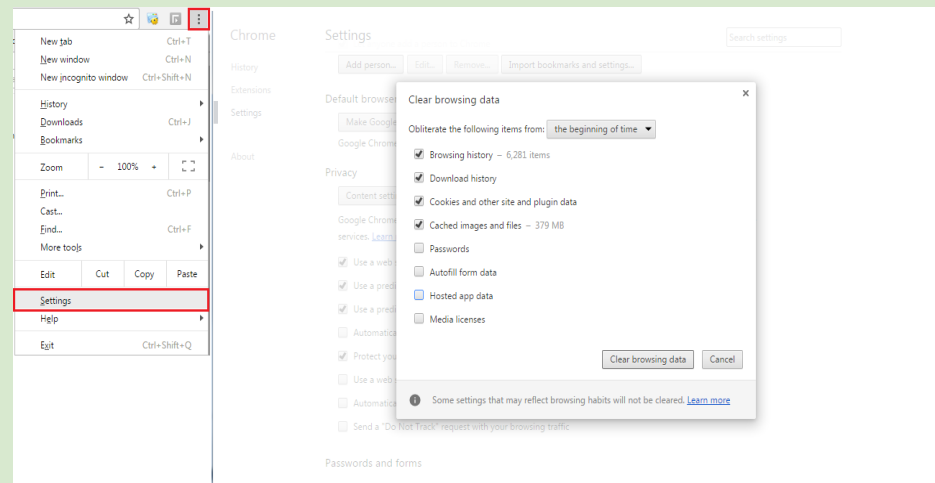 New tab Ctrl+T
New window Ctrl+N
New incognito window Ctrl+Shift+N
History
Downloads Ctrl+J
Bookmarks
Zoom - 100% +
Print... Ctrl+P
Cast...
Find... Ctrl+F
More tools
Edit Cut Copy Paste
Settings
Help
Exit Ctrl+Shift+Q
Chrome
History
Extensions
Settings
About
Settings
Search settings
Add person... Edit... Remove... Import bookmarks and settings...
Default browser
Make Google
Google Chrome
Privacy
Content sett
Google Chrome
services. Learn
Use a web
Use a predi
Use a predi
Automatica
Protect you
Use a web
Automatica
Send a "Do Not Track" request with your browsing traffic
Passwords and forms
Clear browsing data ×
Obliterate the following items from: the beginning of time
Browsing history – 6,281 items
Download history
Cookies and other site and plugin data
Cached images and files – 379 MB
Passwords
Autofill form data
Hosted app data
Media licenses
Clear browsing data Cancel
Some settings that may reflect browsing habits will not be cleared. Learn more